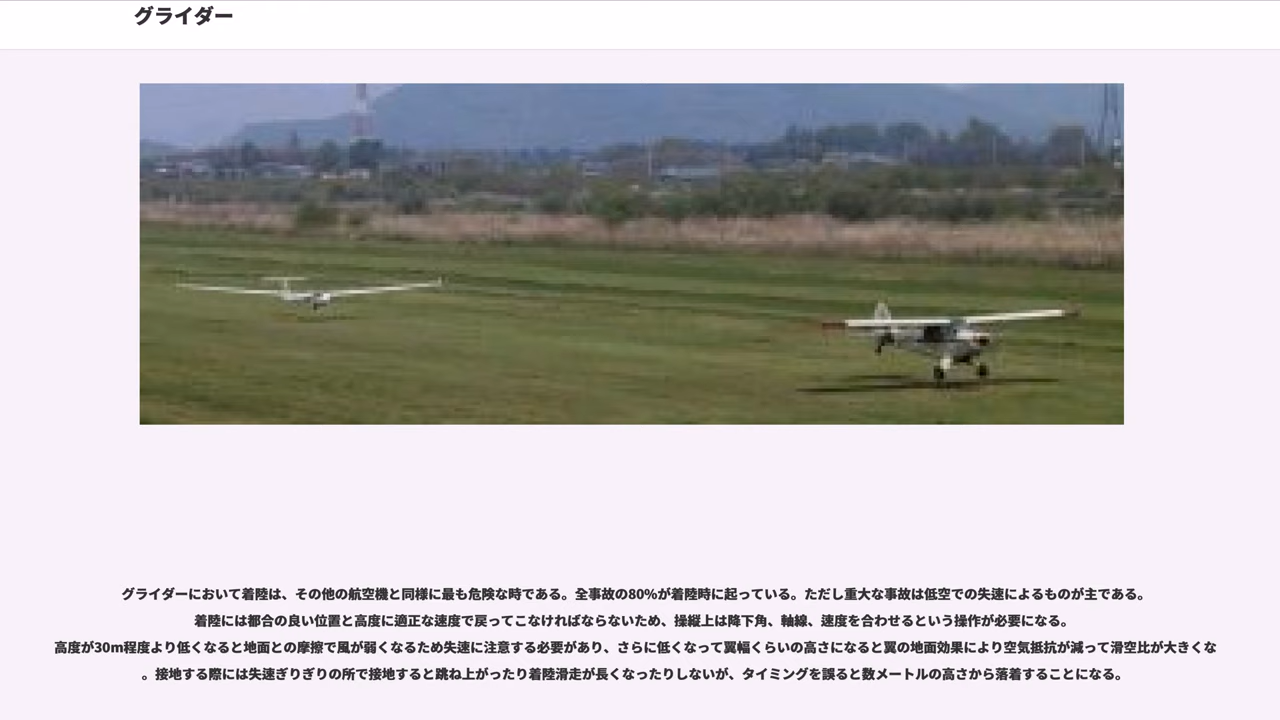 グライダー
グライダーにおいて着陸は、その他の航空機と同様に最も危険な時である。全事故の80%が着陸時に起っている。ただし重大な事故は低空での失速によるものが主である。
着陸には都合の良い位置と高度に適正な速度で戻ってこなければならないため、操縦上は降下角、軸線、速度を合わせるという操作が必要になる。
高度が30m程度より低くなると地面との摩擦で風が弱くなるため失速に注意する必要があり、さらに低くなって翼幅くらいの高さになると翼の地面効果により空気抵抗が減って滑空比が大きくな
。接地する際には失速ぎりぎりの所で接地すると跳ね上がったり着陸滑走が長くなったりしないが、タイミングを誤ると数メートルの高さから落着することになる。